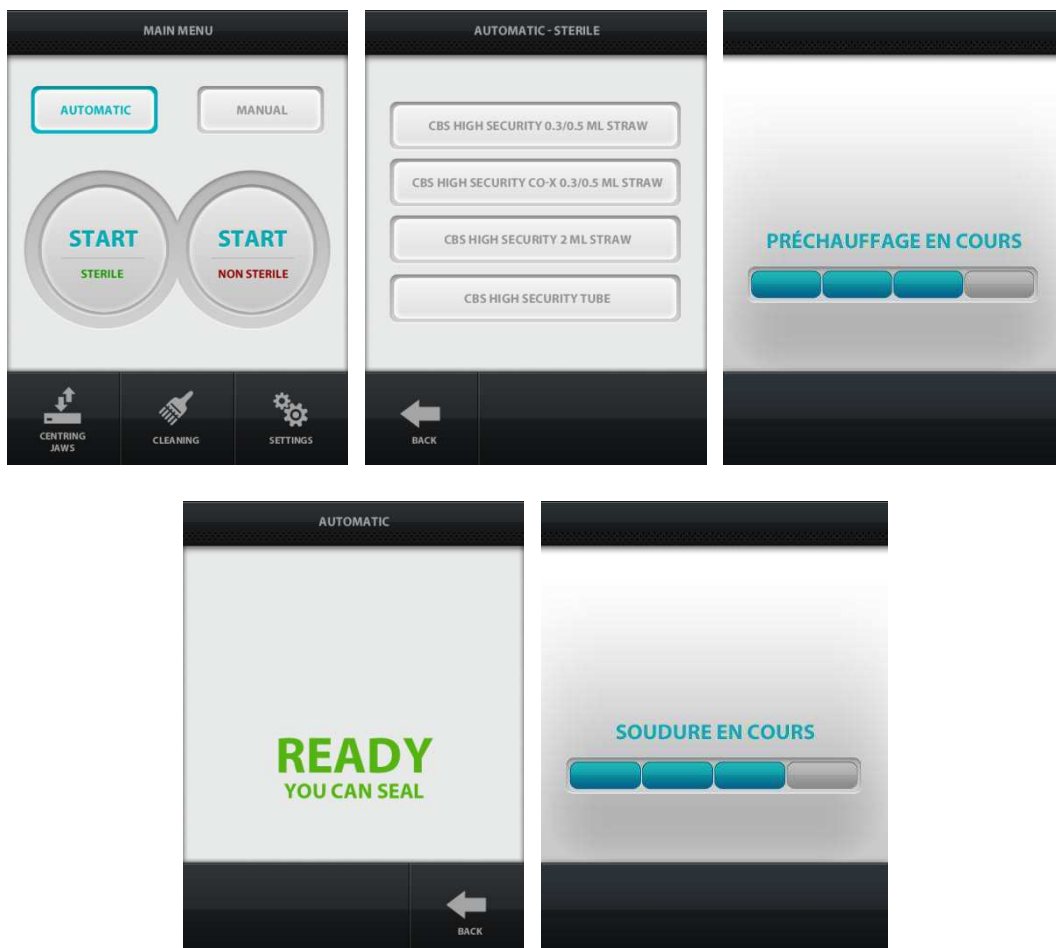 MAIN MENU
AUTOMATIC
MANUAL
START
STERILE
START
NON STERILE
CENTRING
JAWS
CLEANING
SETTINGS
AUTOMATIC - STERILE
CBS HIGH SECURITY 0.3/0.5 ML STRAW
CBS HIGH SECURITY CO-X 0.3/0.5 ML STRAW
CBS HIGH SECURITY 2 ML STRAW
CBS HIGH SECURITY TUBE
BACK
PRÉCHAUFFAGE EN COURS
AUTOMATIC
READY
YOU CAN SEAL
BACK
SOUDURE EN COURS